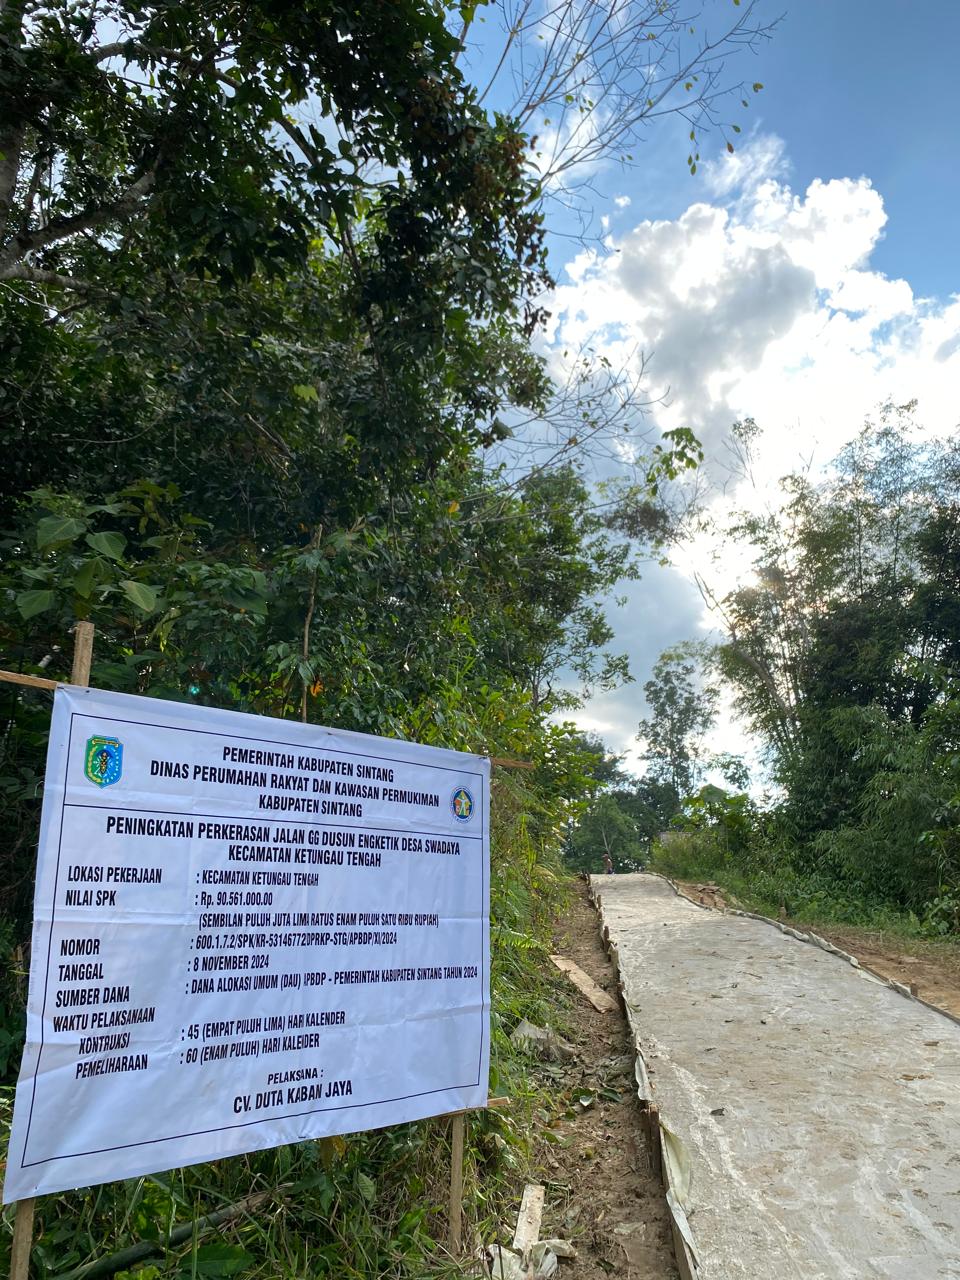 PEMERINTAH KABUPATEN SINTANG
DINAS PERUMAHAN RAKYAT DAN KAWASAN PERMUKIMAN
KABUPATEN SINTANG
PENINGKATAN PERKERASAN JALAN GG DUSUN ENGKETIK DESA SWADAYA
KECAMATAN KETUNGAU TENGAH
LOKASI PEKERJAAN : KECAMATAN KETUNGAU TENGAH
NILAI SPK : Rp. 90.561.000.00
(SEMBILAN PULUH JUTA LIMA RATUS ENAM PULUH SATU RIBU RUPIAH)
NOMOR : 600.1.7.2/SPK/KR-53146772DPRKP-STG/APBDP/XI/2024
TANGGAL : 8 NOVEMBER 2024
SUMBER DANA : DANA ALOKASI UMUM (DAU) - PEMERINTAH KABUPATEN SINTANG TAHUN 2024
WAKTU PELAKSANAAN
KONTRUKSI : 45 (EMPAT PULUH LIMA) HARI KALENDER
PEMELIHARAAN : 60 (ENAM PULUH) HARI KALEIDER
PELAKSANA :
CV. DUTA KABAN JAYA